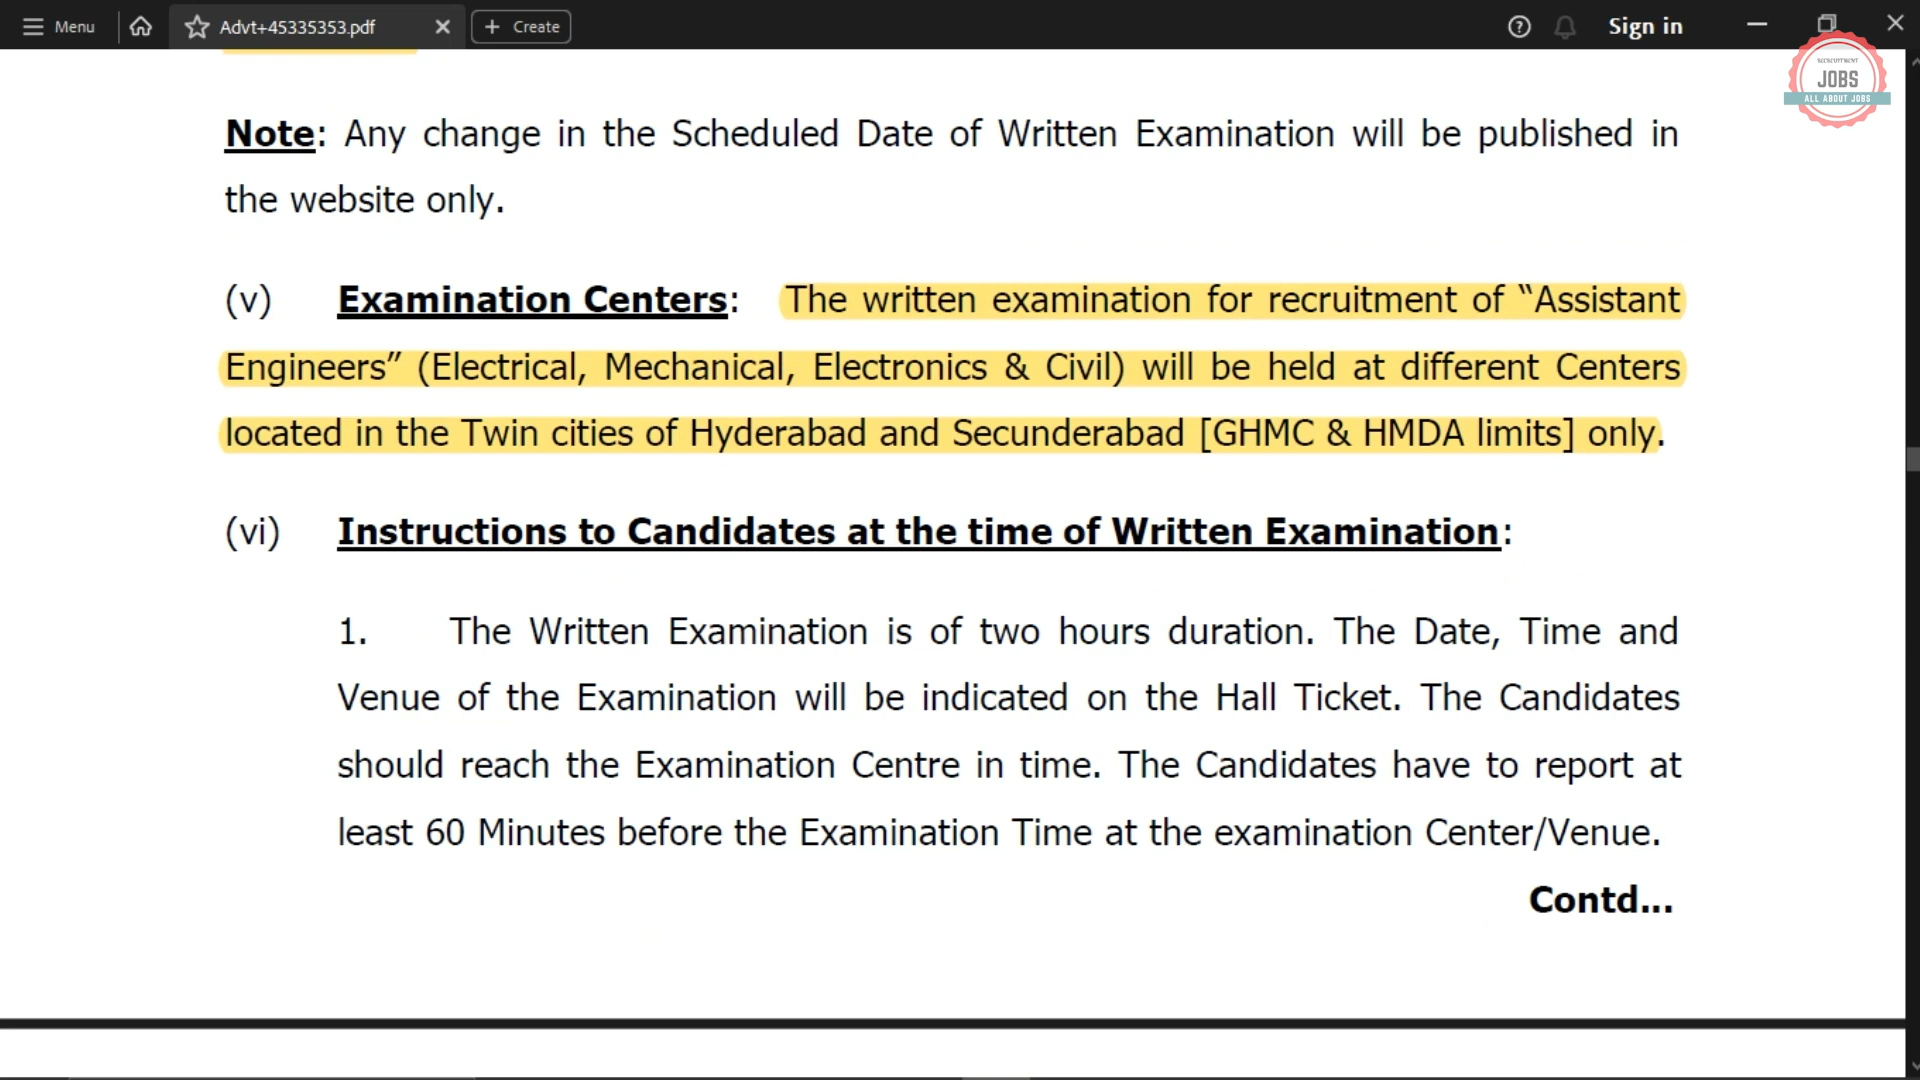 Menu
Advt+45335353.pdf
Create
Sign in
RECRUITMENT
JOBS
ALL ABOUT JOBS
Note: Any change in the Scheduled Date of Written Examination will be published in
the website only.
(v) Examination Centers: The written examination for recruitment of “Assistant
Engineers” (Electrical, Mechanical, Electronics & Civil) will be held at different Centers
located in the Twin cities of Hyderabad and Secunderabad [GHMC & HMDA limits] only.
(vi) Instructions to Candidates at the time of Written Examination:
1. The Written Examination is of two hours duration. The Date, Time and
Venue of the Examination will be indicated on the Hall Ticket. The Candidates
should reach the Examination Centre in time. The Candidates have to report at
least 60 Minutes before the Examination Time at the examination Center/Venue.
Contd...